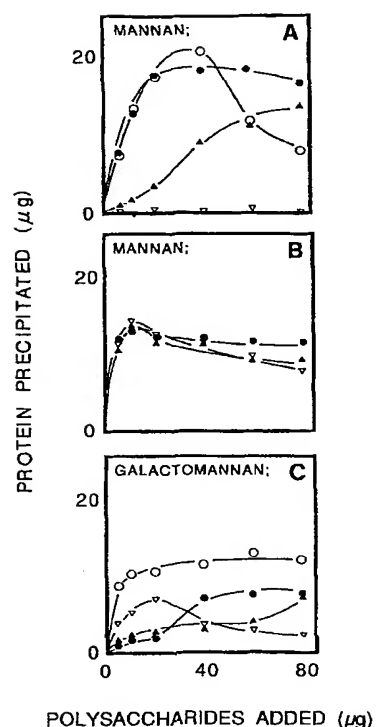 MANNAN; A
20
0
MANNAN; B
20
0
GALACTOMANNAN; C
20
0
0 40 80
PROTEIN PRECIPITATED (μg)
POLYSACCHARIDES ADDED (μg)